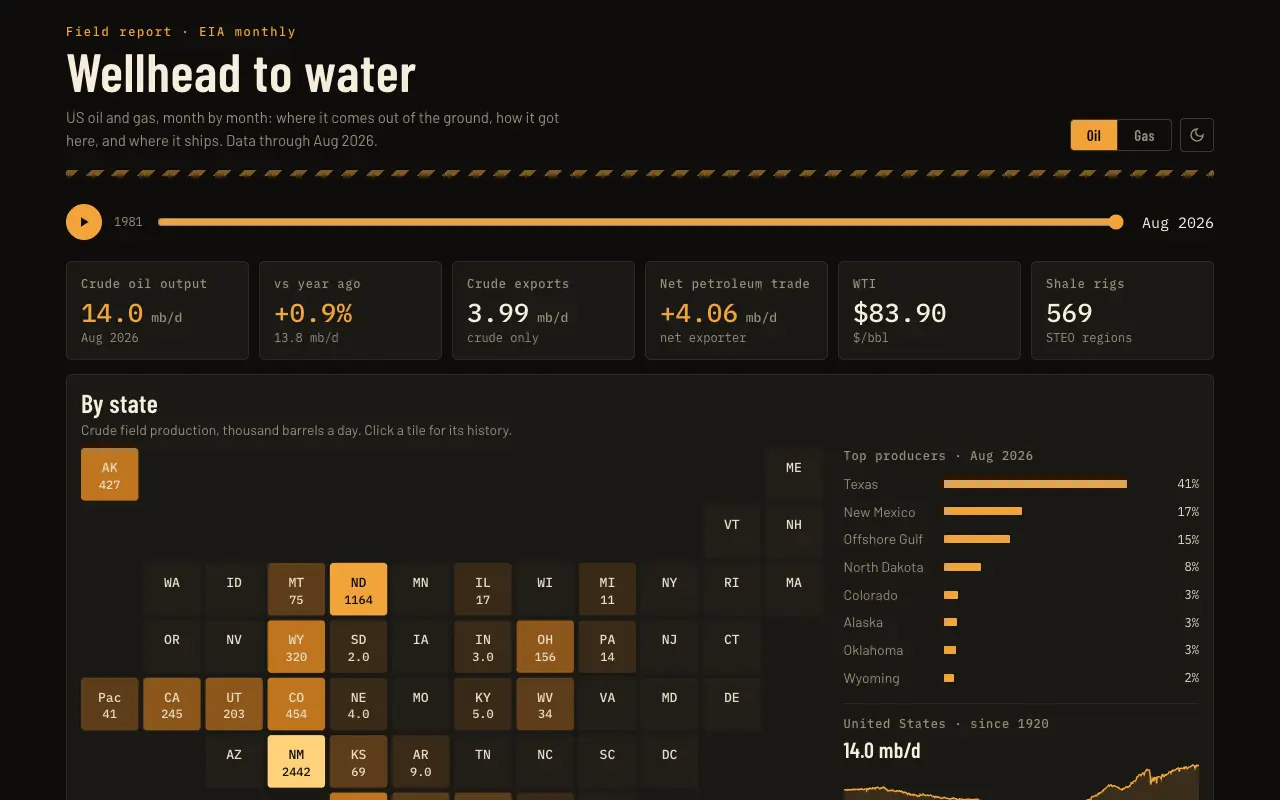 Field report · EIA monthly
Wellhead to water
US oil and gas, month by month: where it comes out of the ground, how it got
here, and where it ships. Data through Aug 2026.
Oil Gas
1981 Aug 2026
Crude oil output
14.0 mb/d
Aug 2026
vs year ago
+0.9%
13.8 mb/d
Crude exports
3.99 mb/d
crude only
Net petroleum trade
+4.06 mb/d
net exporter
WTI
$83.90
$/bbl
Shale rigs
569
STEO regions
By state
Crude field production, thousand barrels a day. Click a tile for its history.
AK ME
427
VT NH
WA ID MT ND MN IL WI MI NY RI MA
75 1164 17 11
OR NV WY SD IA IN OH PA NJ CT
320 2.0 3.0 156 14
Pac CA UT CO NE MO KY WV VA MD DE
41 245 203 454 4.0 5.0 34
AZ NM KS AR TN NC SC DC
2442 69 9.0
Top producers · Aug 2026
Texas 41%
New Mexico 17%
Offshore Gulf 15%
North Dakota 8%
Colorado 3%
Alaska 3%
Oklahoma 3%
Wyoming 2%
United States · since 1920
14.0 mb/d